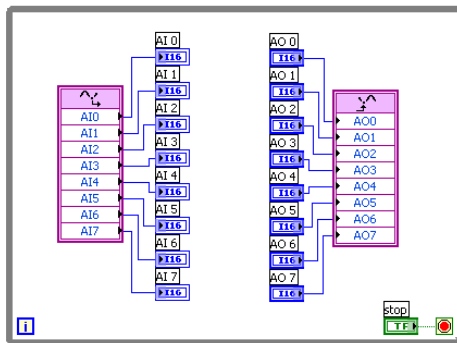 AI 0
I16
AI 1
I16
AI 2
I16
AI 3
I16
AI 4
I16
AI 5
I16
AI 6
I16
AI 7
I16
AI0
AI1
AI2
AI3
AI4
AI5
AI6
AI7
AO 0
I16
AO 1
I16
AO 2
I16
AO 3
I16
AO 4
I16
AO 5
I16
AO 6
I16
AO 7
I16
AO0
AO1
AO2
AO3
AO4
AO5
AO6
AO7
i
stop
TF